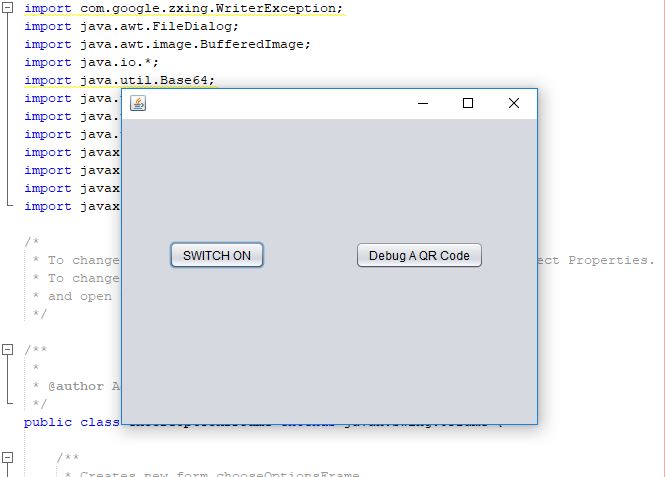 import com.google.zxing.WriterException;
import java.awt.FileDialog;
import java.awt.image.BufferedImage;
import java.io.*;
import java.util.Base64;
import java.
import java.
import java.
import javax
import javax
import javax
import javax
SWITCH ON
Debug A QR Code
/*
* To change ect Properties.
* To change
* and open
*/
/**
*
* @author A
*/
public class
/**
* Creates new form chooseOptionsFrame